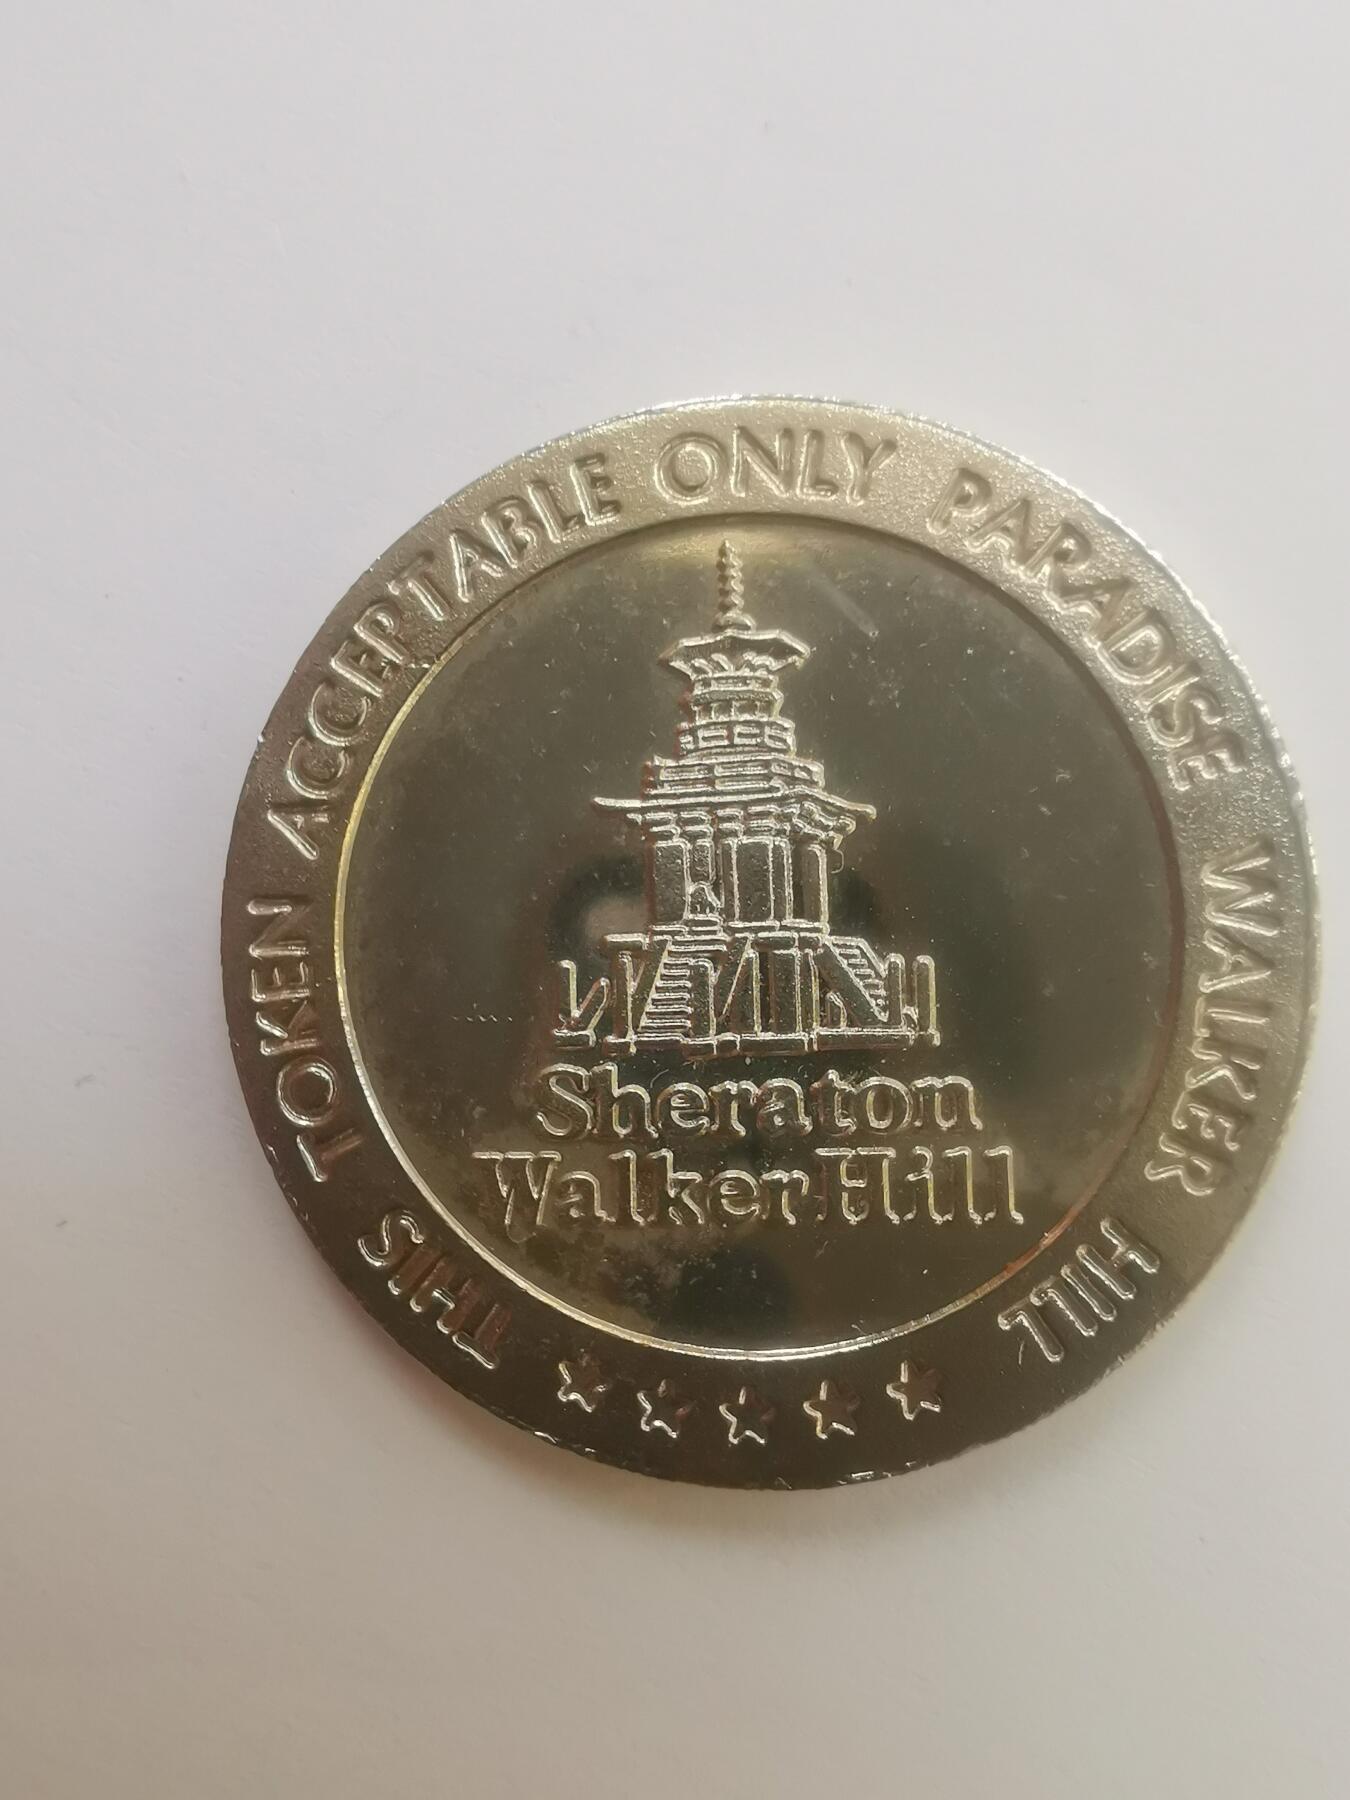 THIS TOKEN ACCEPTABLE ONLY PARADISE WALKER HILL
Sheraton
Walker Hill